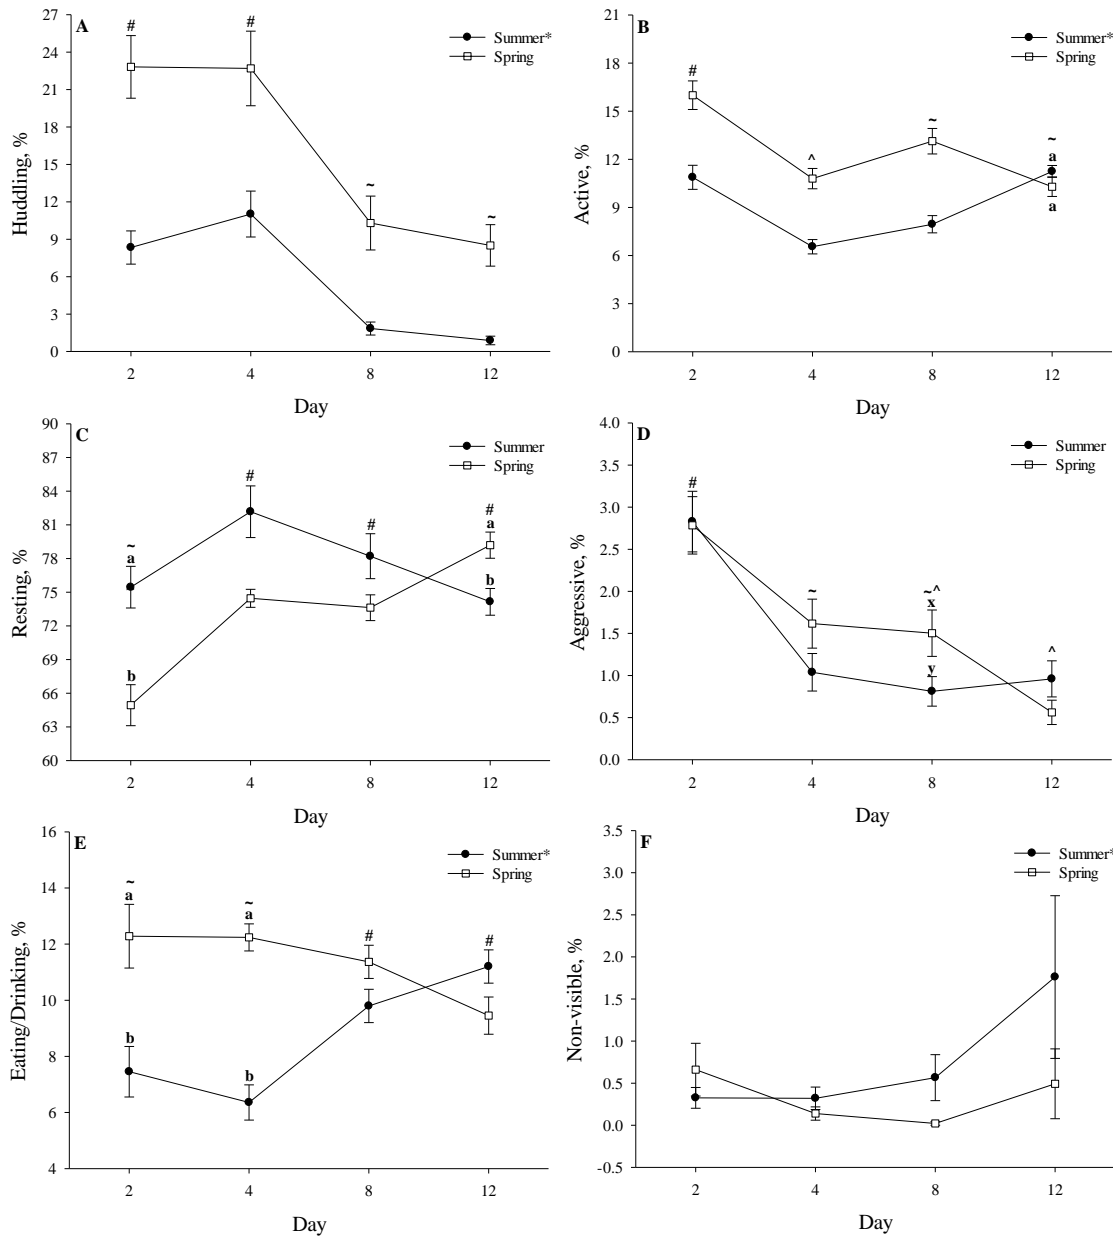 A
Summer*
Spring
Huddling, %
27
24
21
18
15
12
9
6
3
0
# # ~ ~
2 4 8 12
Day
B
Summer*
Spring
Active, %
21
18
15
12
9
6
3
0
# ^ ~ ~
a
a
2 4 8 12
Day
C
Summer
Spring
Resting, %
90
87
84
81
78
75
72
69
66
63
60
~ # # #
a a
b b
2 4 8 12
Day
D
Summer
Spring
Aggressive, %
4.0
3.5
3.0
2.5
2.0
1.5
1.0
0.5
0.0
# ~ ~^ ^
x
y
2 4 8 12
Day
E
Summer*
Spring
Eating/Drinking, %
16
14
12
10
8
6
4
~ ~ # #
a a
b b
2 4 8 12
Day
F
Summer*
Spring
Non-visible, %
3.5
3.0
2.5
2.0
1.5
1.0
0.5
0.0
-0.5
2 4 8 12
Day